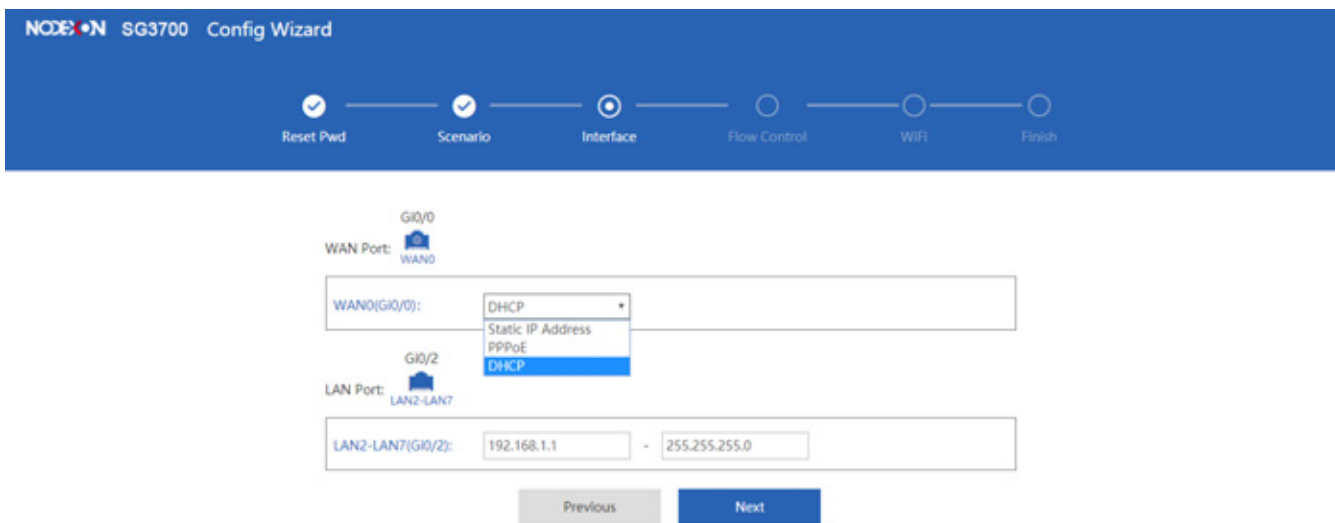 NODEXON SG3700 Config Wizard
Reset Pwd Scenario Interface Flow Control WiFi Finish
Gi0/0
WAN Port:
WAN0
WAN0(Gi0/0): DHCP
Static IP Address
PPPoE
DHCP
Gi0/2
LAN Port:
LAN2-LAN7
LAN2-LAN7(Gi0/2): 192.168.1.1 - 255.255.255.0
Previous Next